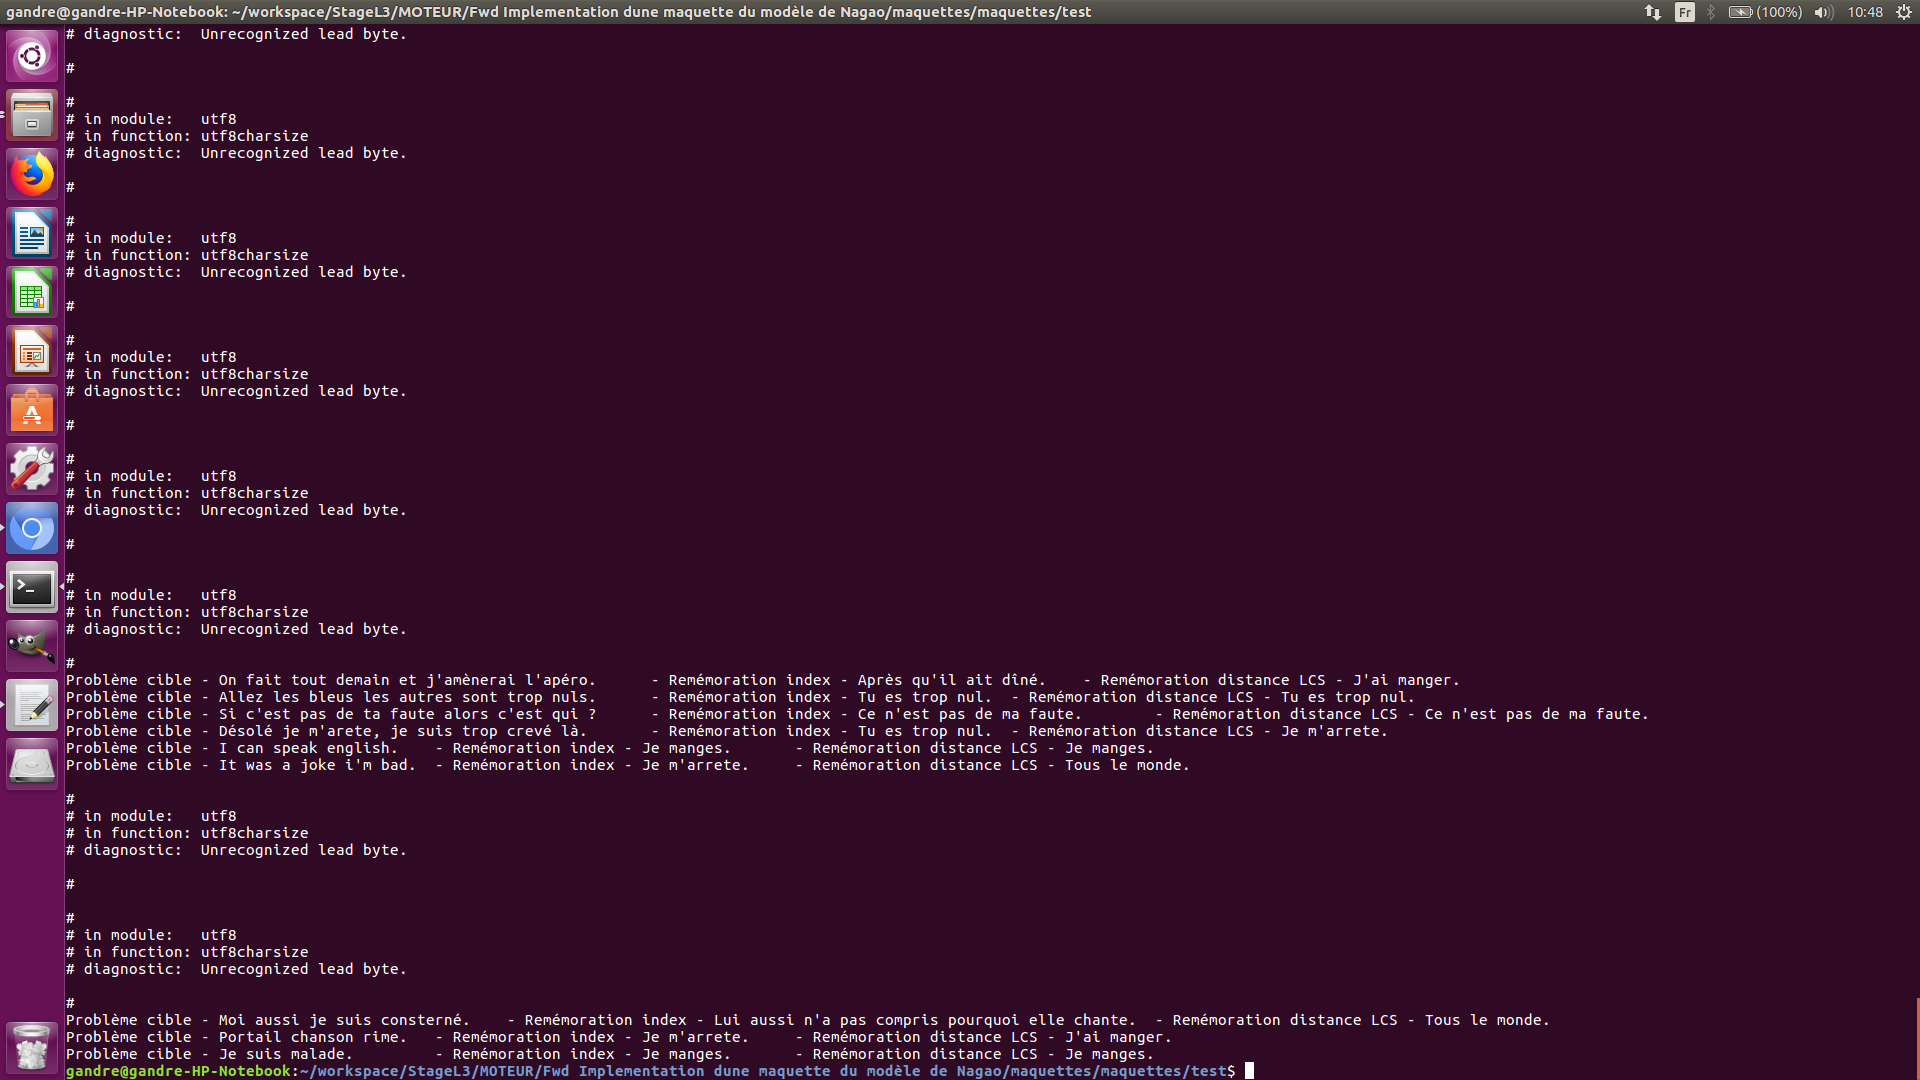 gandre@gandre-HP-Notebook: ~/workspace/StageL3/MOTEUR/Fwd Implementation dune maquette du modèle de Nagao/maquettes/maquettes/test Fr (100%) 10:48
# diagnostic:  Unrecognized lead byte.
#
#
# in module:   utf8
# in function: utf8charsize
# diagnostic:  Unrecognized lead byte.
#
#
# in module:   utf8
# in function: utf8charsize
# diagnostic:  Unrecognized lead byte.
#
#
# in module:   utf8
# in function: utf8charsize
# diagnostic:  Unrecognized lead byte.
#
#
# in module:   utf8
# in function: utf8charsize
# diagnostic:  Unrecognized lead byte.
#
#
# in module:   utf8
# in function: utf8charsize
# diagnostic:  Unrecognized lead byte.
#
Problème cible - On fait tout demain et j'amènerai l'apéro.      - Remémoration index - Après qu'il ait dîné.    - Remémoration distance LCS - J'ai manger.
Problème cible - Allez les bleus les autres sont trop nuls.      - Remémoration index - Tu es trop nul.  - Remémoration distance LCS - Tu es trop nul.
Problème cible - Si c'est pas de ta faute alors c'est qui ?      - Remémoration index - Ce n'est pas de ma faute.        - Remémoration distance LCS - Ce n'est pas de ma faute.
Problème cible - Désolé je m'arete, je suis trop crevé là.       - Remémoration index - Tu es trop nul.  - Remémoration distance LCS - Je m'arrete.
Problème cible - I can speak english.    - Remémoration index - Je manges.       - Remémoration distance LCS - Je manges.
Problème cible - It was a joke i'm bad.  - Remémoration index - Je m'arrete.     - Remémoration distance LCS - Tous le monde.
#
# in module:   utf8
# in function: utf8charsize
# diagnostic:  Unrecognized lead byte.
#
#
# in module:   utf8
# in function: utf8charsize
# diagnostic:  Unrecognized lead byte.
#
Problème cible - Moi aussi je suis consterné.    - Remémoration index - Lui aussi n'a pas compris pourquoi elle chante.  - Remémoration distance LCS - Tous le monde.
Problème cible - Portail chanson rime.   - Remémoration index - Je m'arrete.     - Remémoration distance LCS - J'ai manger.
Problème cible - Je suis malade.         - Remémoration index - Je manges.       - Remémoration distance LCS - Je manges.
gandre@gandre-HP-Notebook:~/workspace/StageL3/MOTEUR/Fwd Implementation dune maquette du modèle de Nagao/maquettes/maquettes/test$